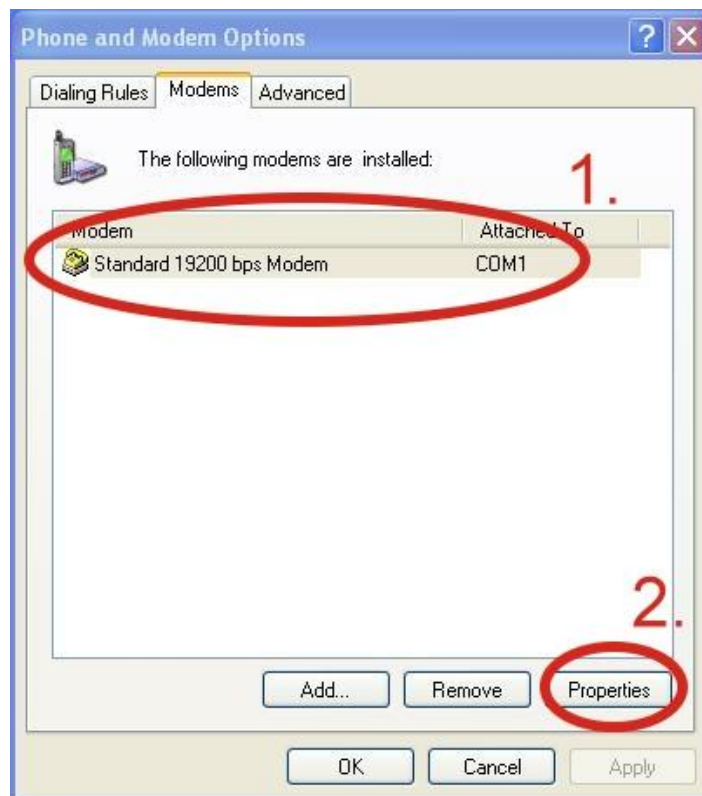 Phone and Modem Options
Dialing Rules Modems Advanced
The following modems are installed:
1.
Modem Attached To
Standard 19200 bps Modem COM1
2.
Add... Remove Properties
OK Cancel Apply